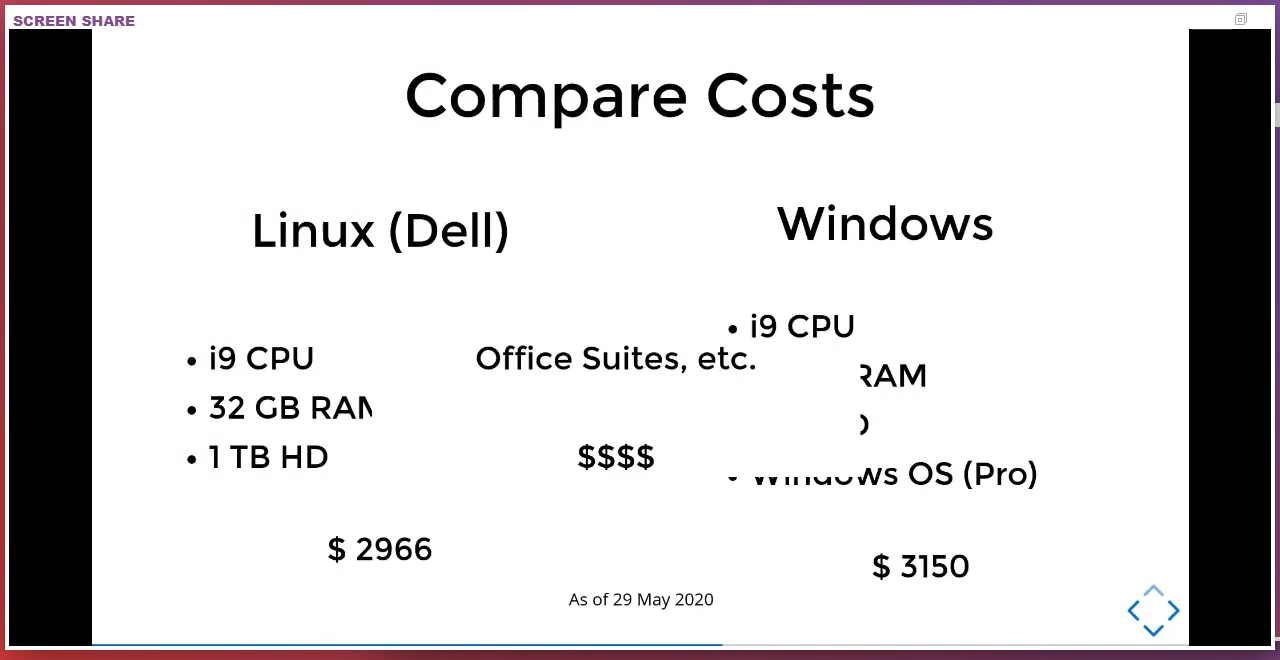 SCREEN SHARE
Compare Costs
Linux (Dell)
• i9 CPU
• 32 GB RAM
• 1 TB HD
$ 2966
Office Suites, etc.
$$$$
Windows
• i9 CPU
RAM
• Windows OS (Pro)
$ 3150
As of 29 May 2020